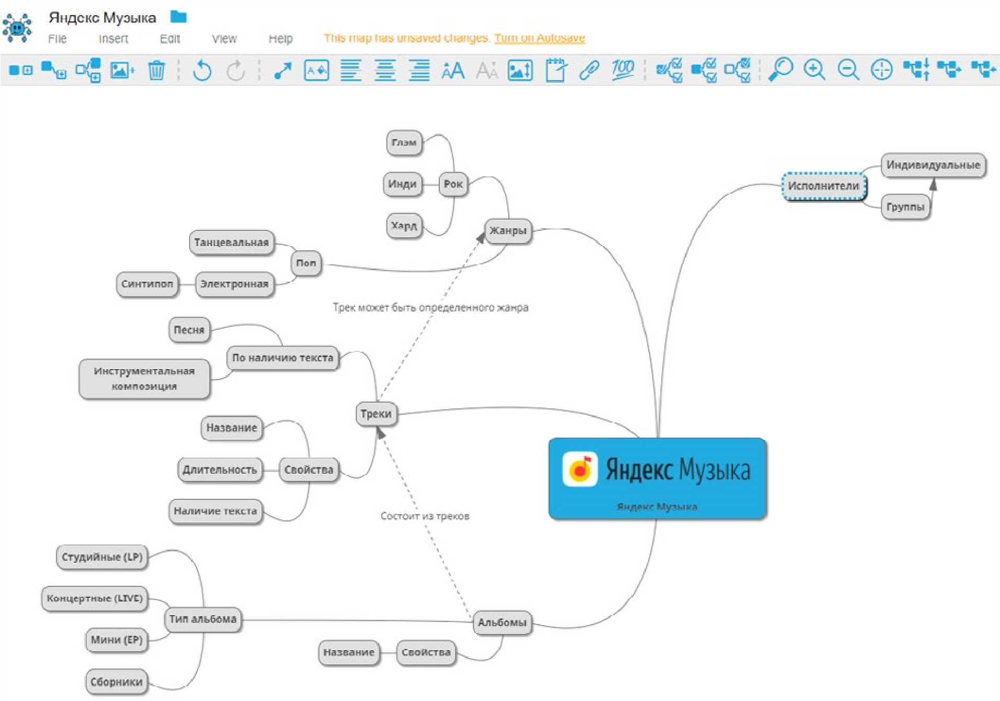 Яндекс Музыка
File Insert Edit View Help This map has unsaved changes. Turn on Autosave
100
Глэм
Инди
Рок
Хард
Жанры
Танцевальная
Поп
Синтипоп
Электронная
Трек может быть определенного жанра
Индивидуальные
Исполнители
Группы
Песня
По наличию текста
Инструментальная
композиция
Треки
Название
Длительность
Свойства
Наличие текста
Состоит из треков
Яндекс Музыка
Яндекс Музыка
Студийные (LP)
Концертные (LIVE)
Тип альбома
Мини (EP)
Сборники
Альбомы
Название
Свойства